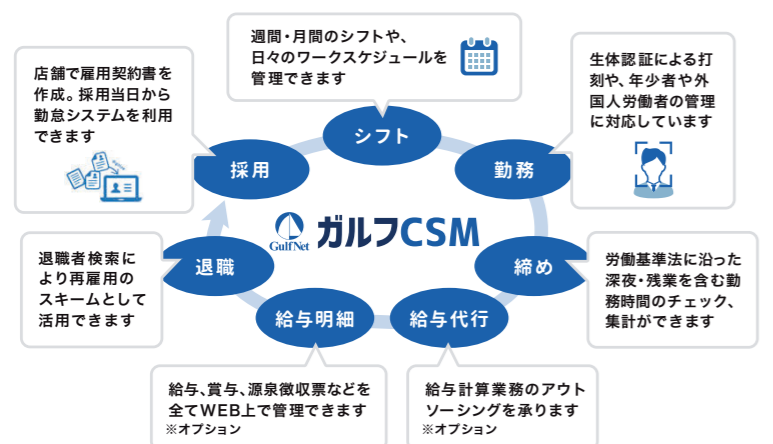 週間・月間のシフトや、
日々のワークスケジュールを
管理できます
店舗で雇用契約書を
作成。採用当日から
勤怠システムを利用
できます
生体認証による打
刻や、年少者や外
国人労働者の管理
に対応しています
シフト
採用
勤務
GulfNet ガルフCSM
退職
締め
給与明細
給与代行
退職者検索に
より再雇用の
スキームとして
活用できます
労働基準法に沿った
深夜・残業を含む勤
務時間のチェック、
集計ができます
給与、賞与、源泉徴収票などを
全てWEB上で管理できます
※オプション
給与計算業務のアウト
ソーシングを承ります
※オプション